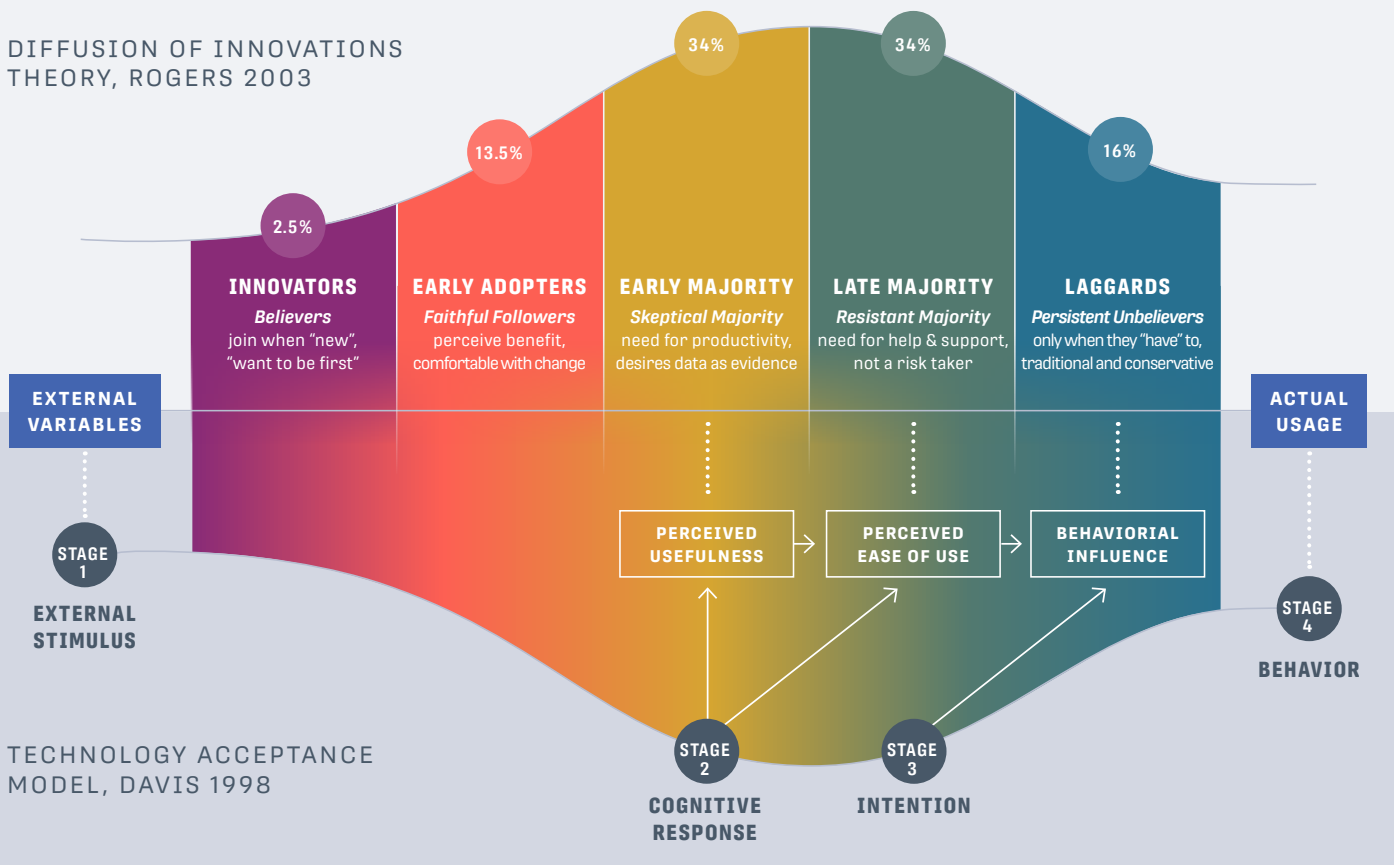 DIFFUSION OF INNOVATIONS
THEORY, ROGERS 2003
2.5%
13.5%
34%
34%
16%
INNOVATORS
Believers
join when “new”,
“want to be first”
EARLY ADOPTERS
Faithful Followers
perceive benefit,
comfortable with change
EARLY MAJORITY
Skeptical Majority
need for productivity,
desires data as evidence
LATE MAJORITY
Resistant Majority
need for help & support,
not a risk taker
LAGGARDS
Persistent Unbelievers
only when they “have” to,
traditional and conservative
EXTERNAL
VARIABLES
ACTUAL
USAGE
PERCEIVED
USEFULNESS
PERCEIVED
EASE OF USE
BEHAVIORIAL
INFLUENCE
STAGE
1
EXTERNAL
STIMULUS
STAGE
2
COGNITIVE
RESPONSE
STAGE
3
INTENTION
STAGE
4
BEHAVIOR
TECHNOLOGY ACCEPTANCE
MODEL, DAVIS 1998